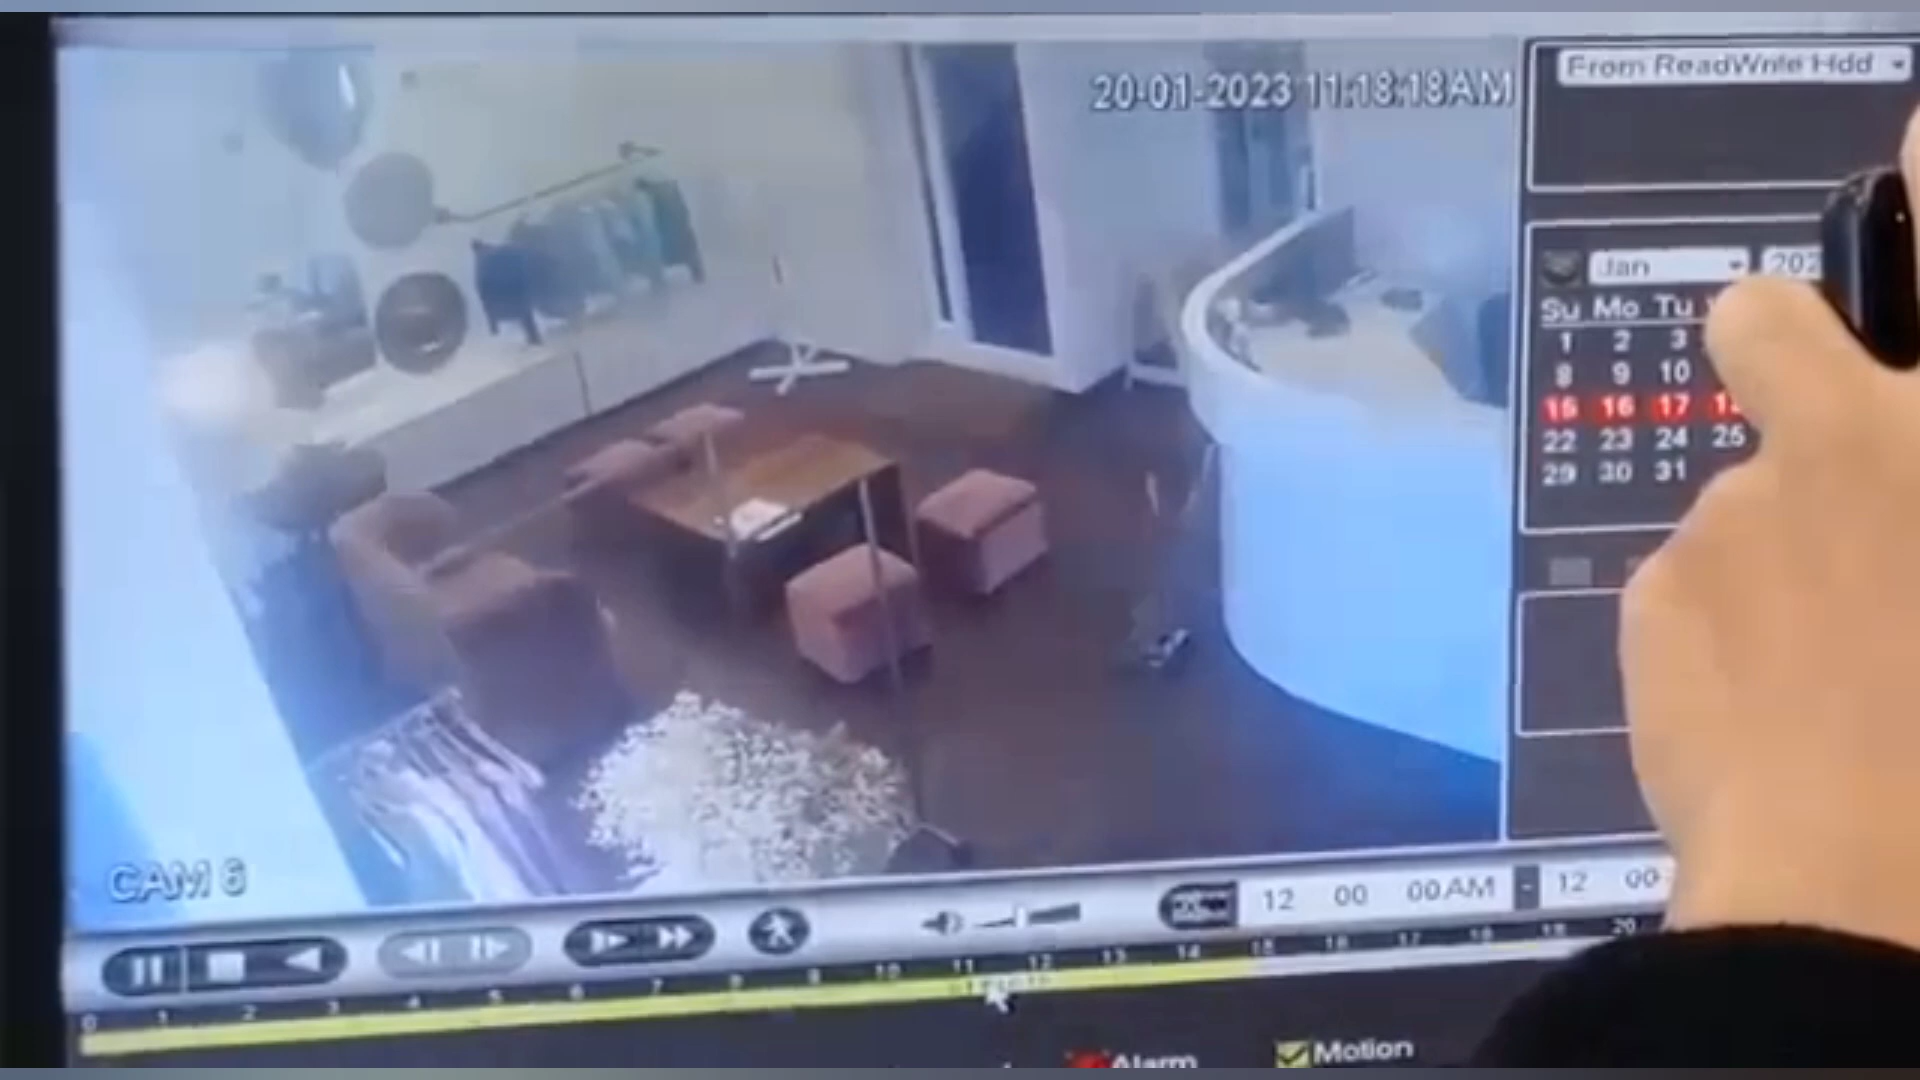 20-01-2023 11:18:18AM
From ReadWrite Hdd
Jan
202
Su Mo Tu
1 2 3
8 9 10
15 16 17
22 23 24 25
29 30 31
CAM 6
12 00 00AM - 12 00
0 1 2 3 4 5 6 7 8 9 10 11 12 13 14 15 16 17 18 19 20
Alarm
Motion